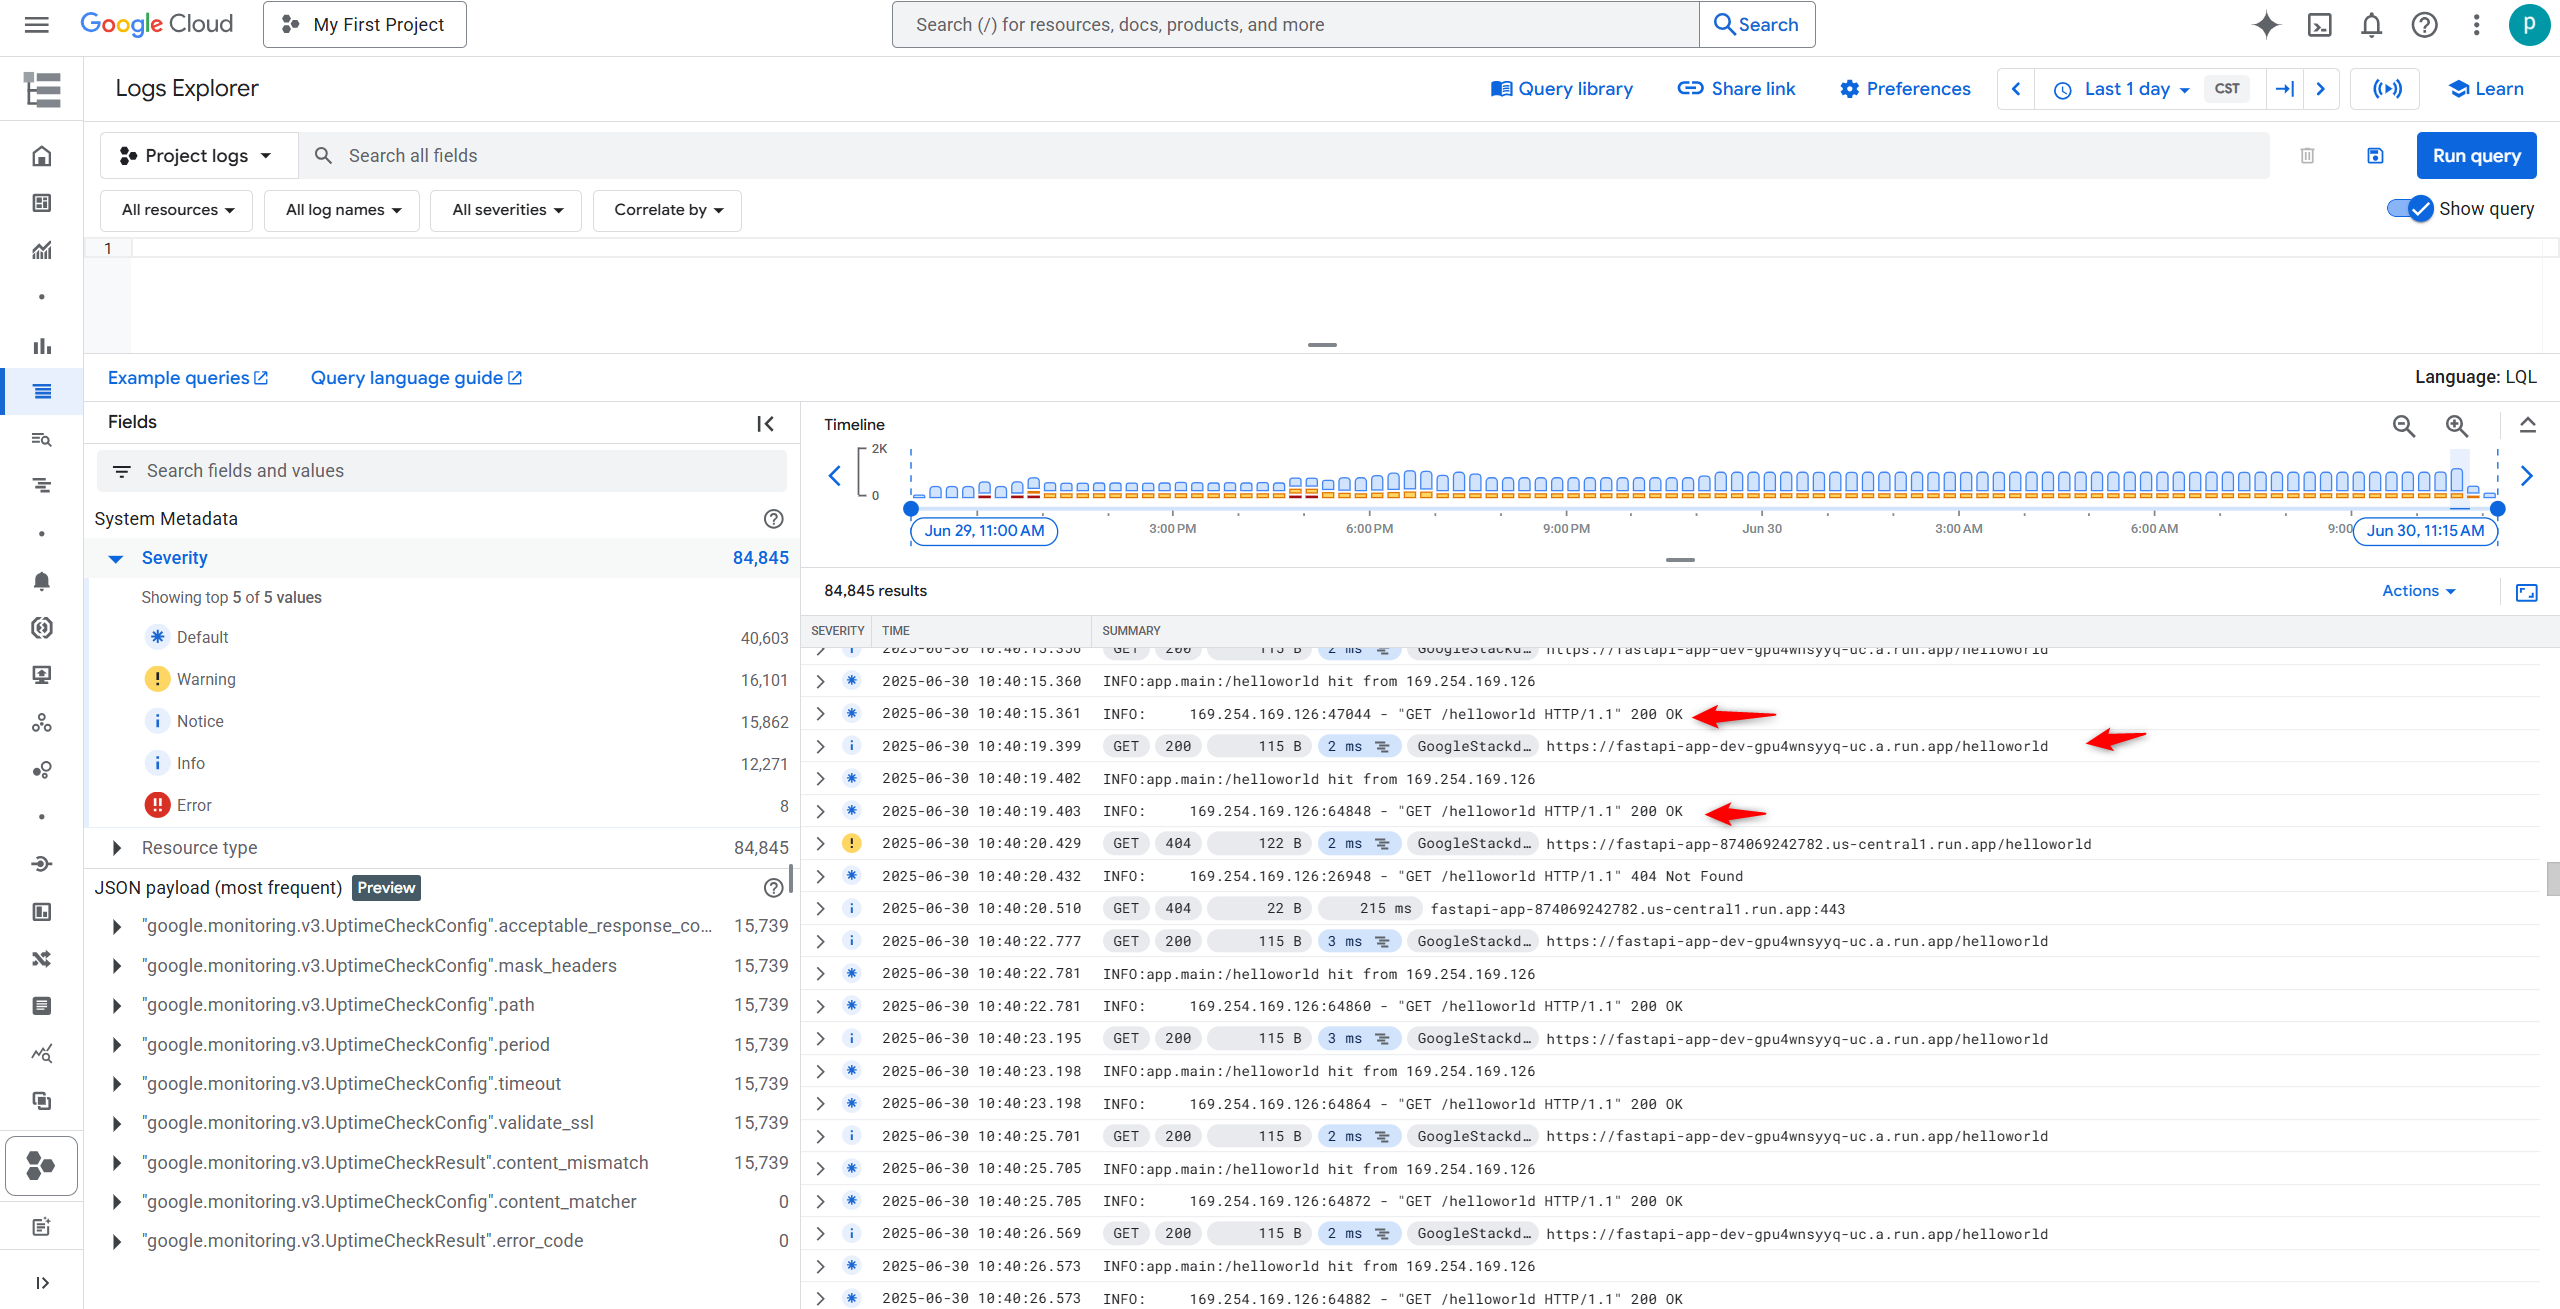 Google Cloud
My First Project
Search (/) for resources, docs, products, and more
Search
p
Logs Explorer
Query library
Share link
Preferences
Last 1 day
CST
Learn
Project logs
Search all fields
Run query
All resources
All log names
All severities
Correlate by
Show query
1
Example queries
Query language guide
Language: LQL
Fields
Search fields and values
System Metadata
Severity 84,845
Showing top 5 of 5 values
Default 40,603
Warning 16,101
Notice 15,862
Info 12,271
Error 8
Resource type 84,845
JSON payload (most frequent) Preview
"google.monitoring.v3.UptimeCheckConfig".acceptable_response_co... 15,739
"google.monitoring.v3.UptimeCheckConfig".mask_headers 15,739
"google.monitoring.v3.UptimeCheckConfig".path 15,739
"google.monitoring.v3.UptimeCheckConfig".period 15,739
"google.monitoring.v3.UptimeCheckConfig".timeout 15,739
"google.monitoring.v3.UptimeCheckConfig".validate_ssl 15,739
"google.monitoring.v3.UptimeCheckResult".content_mismatch 15,739
"google.monitoring.v3.UptimeCheckConfig".content_matcher 0
"google.monitoring.v3.UptimeCheckResult".error_code 0
Timeline
2K
0
Jun 29, 11:00 AM
3:00 PM
6:00 PM
9:00 PM
Jun 30
3:00 AM
6:00 AM
9:00
Jun 30, 11:15 AM
84,845 results
Actions
SEVERITY TIME SUMMARY
2025-06-30 10:40:15.356 GET 200 115 B 2 ms GoogleStackd... https://fastapi-app-dev-gpu4wnsyyq-uc.a.run.app/helloworld
2025-06-30 10:40:15.360 INFO:app.main:/helloworld hit from 169.254.169.126
2025-06-30 10:40:15.361 INFO: 169.254.169.126:47044 - "GET /helloworld HTTP/1.1" 200 OK
2025-06-30 10:40:19.399 GET 200 115 B 2 ms GoogleStackd... https://fastapi-app-dev-gpu4wnsyyq-uc.a.run.app/helloworld
2025-06-30 10:40:19.402 INFO:app.main:/helloworld hit from 169.254.169.126
2025-06-30 10:40:19.403 INFO: 169.254.169.126:64848 - "GET /helloworld HTTP/1.1" 200 OK
2025-06-30 10:40:20.429 GET 404 122 B 2 ms GoogleStackd... https://fastapi-app-874069242782.us-central1.run.app/helloworld
2025-06-30 10:40:20.432 INFO: 169.254.169.126:26948 - "GET /helloworld HTTP/1.1" 404 Not Found
2025-06-30 10:40:20.510 GET 404 22 B 215 ms fastapi-app-874069242782.us-central1.run.app:443
2025-06-30 10:40:22.777 GET 200 115 B 3 ms GoogleStackd... https://fastapi-app-dev-gpu4wnsyyq-uc.a.run.app/helloworld
2025-06-30 10:40:22.781 INFO:app.main:/helloworld hit from 169.254.169.126
2025-06-30 10:40:22.781 INFO: 169.254.169.126:64860 - "GET /helloworld HTTP/1.1" 200 OK
2025-06-30 10:40:23.195 GET 200 115 B 3 ms GoogleStackd... https://fastapi-app-dev-gpu4wnsyyq-uc.a.run.app/helloworld
2025-06-30 10:40:23.198 INFO:app.main:/helloworld hit from 169.254.169.126
2025-06-30 10:40:23.198 INFO: 169.254.169.126:64864 - "GET /helloworld HTTP/1.1" 200 OK
2025-06-30 10:40:25.701 GET 200 115 B 2 ms GoogleStackd... https://fastapi-app-dev-gpu4wnsyyq-uc.a.run.app/helloworld
2025-06-30 10:40:25.705 INFO:app.main:/helloworld hit from 169.254.169.126
2025-06-30 10:40:25.705 INFO: 169.254.169.126:64872 - "GET /helloworld HTTP/1.1" 200 OK
2025-06-30 10:40:26.569 GET 200 115 B 2 ms GoogleStackd... https://fastapi-app-dev-gpu4wnsyyq-uc.a.run.app/helloworld
2025-06-30 10:40:26.573 INFO:app.main:/helloworld hit from 169.254.169.126
2025-06-30 10:40:26.573 INFO: 169.254.169.126:64882 - "GET /helloworld HTTP/1.1" 200 OK